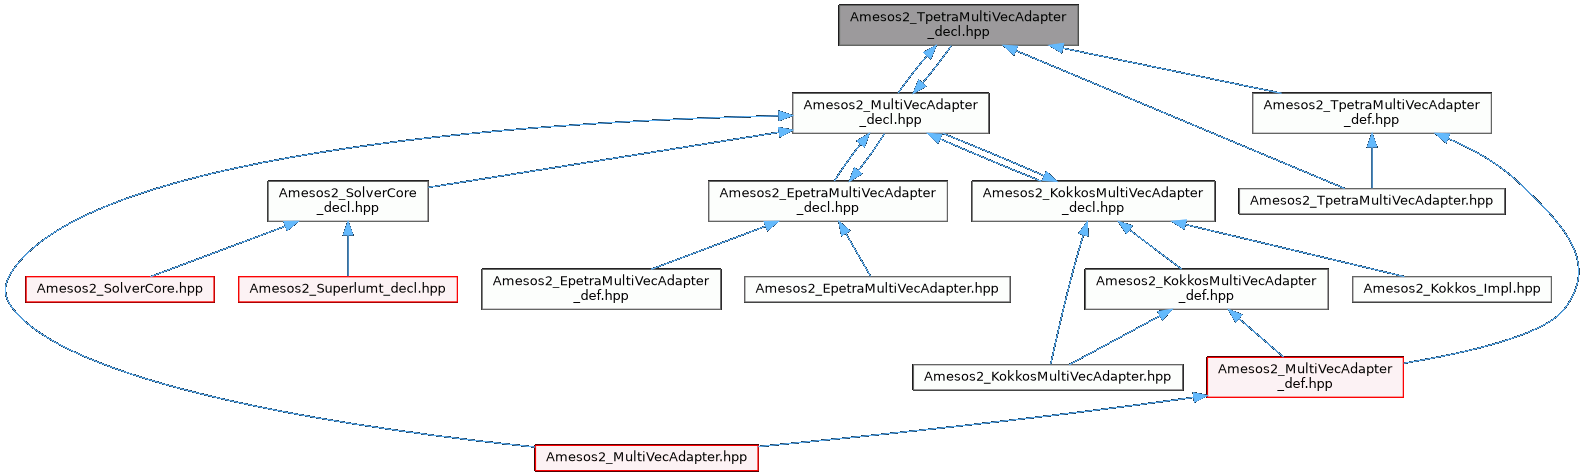 Amesos2_TpetraMultiVecAdapter
_decl.hpp
Amesos2_MultiVecAdapter
_decl.hpp
Amesos2_TpetraMultiVecAdapter
_def.hpp
Amesos2_SolverCore
_decl.hpp
Amesos2_EpetraMultiVecAdapter
_decl.hpp
Amesos2_KokkosMultiVecAdapter
_decl.hpp
Amesos2_TpetraMultiVecAdapter.hpp
Amesos2_SolverCore.hpp
Amesos2_Superlumt_decl.hpp
Amesos2_EpetraMultiVecAdapter
_def.hpp
Amesos2_EpetraMultiVecAdapter.hpp
Amesos2_KokkosMultiVecAdapter
_def.hpp
Amesos2_Kokkos_Impl.hpp
Amesos2_KokkosMultiVecAdapter.hpp
Amesos2_MultiVecAdapter
_def.hpp
Amesos2_MultiVecAdapter.hpp